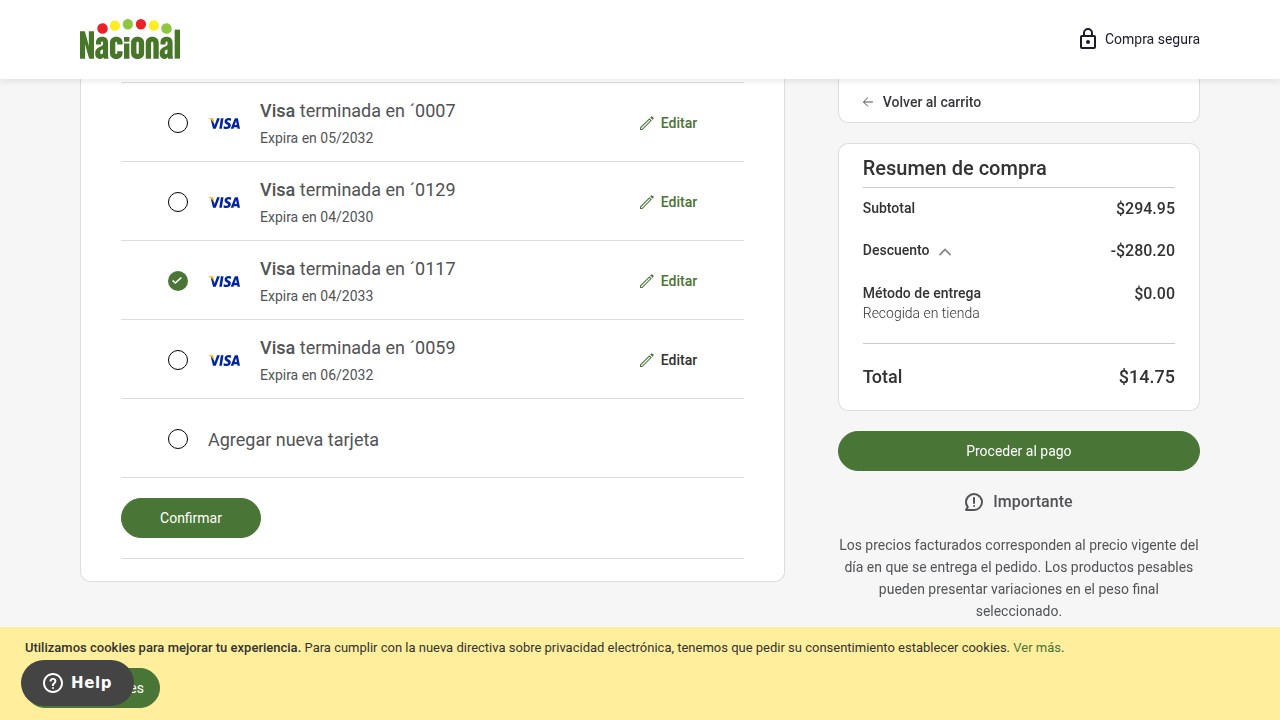 Nacional
Compra segura
VISA
Visa terminada en ´0007
Expira en 05/2032
Editar
VISA
Visa terminada en ´0129
Expira en 04/2030
Editar
VISA
Visa terminada en ´0117
Expira en 04/2033
Editar
VISA
Visa terminada en ´0059
Expira en 06/2032
Editar
Agregar nueva tarjeta
Confirmar
Volver al carrito
Resumen de compra
Subtotal $294.95
Descuento -$280.20
Método de entrega $0.00
Recogida en tienda
Total $14.75
Proceder al pago
Importante
Los precios facturados corresponden al precio vigente del
día en que se entrega el pedido. Los productos pesables
pueden presentar variaciones en el peso final
seleccionado.
Utilizamos cookies para mejorar tu experiencia. Para cumplir con la nueva directiva sobre privacidad electrónica, tenemos que pedir su consentimiento establecer cookies. Ver más.
Help